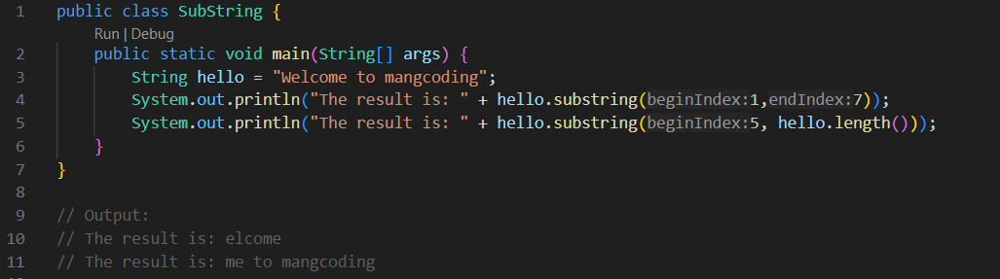 1 public class SubString {
Run | Debug
2 public static void main(String[] args) {
3 String hello = "Welcome to mangcoding";
4 System.out.println("The result is: " + hello.substring(beginIndex:1,endIndex:7));
5 System.out.println("The result is: " + hello.substring(beginIndex:5, hello.length()));
6 }
7 }
8
9 // Output:
10 // The result is: elcome
11 // The result is: me to mangcoding